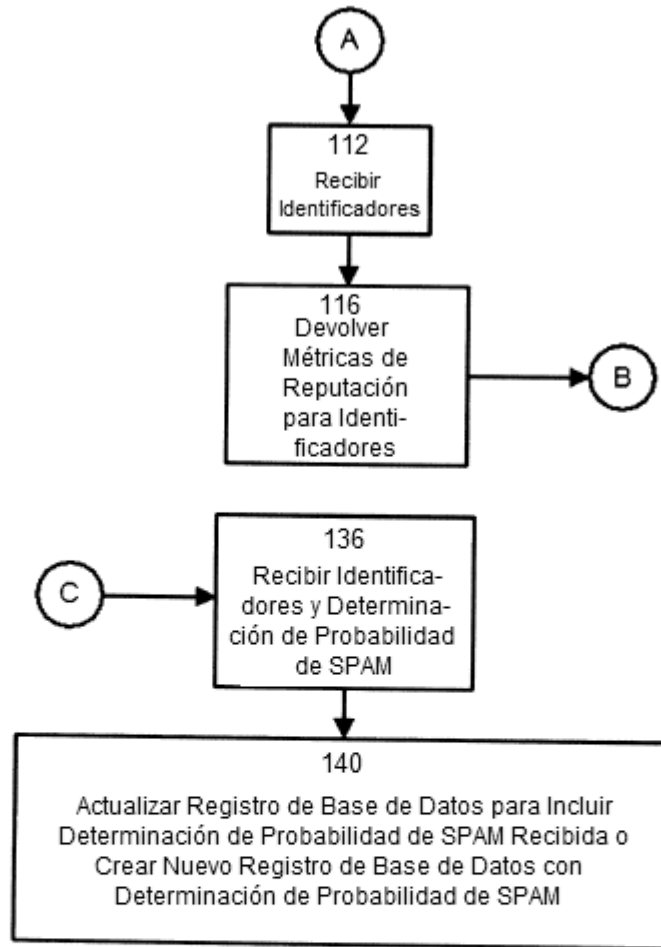 A
112
Recibir
Identificadores
116
Devolver
Métricas de
Reputación
para Identi-
ficadores
B
136
C
Recibir Identifica-
dores y Determina-
ción de Probabilidad
de SPAM
140
Actualizar Registro de Base de Datos para Incluir
Determinación de Probabilidad de SPAM Recibida o
Crear Nuevo Registro de Base de Datos con
Determinación de Probabilidad de SPAM